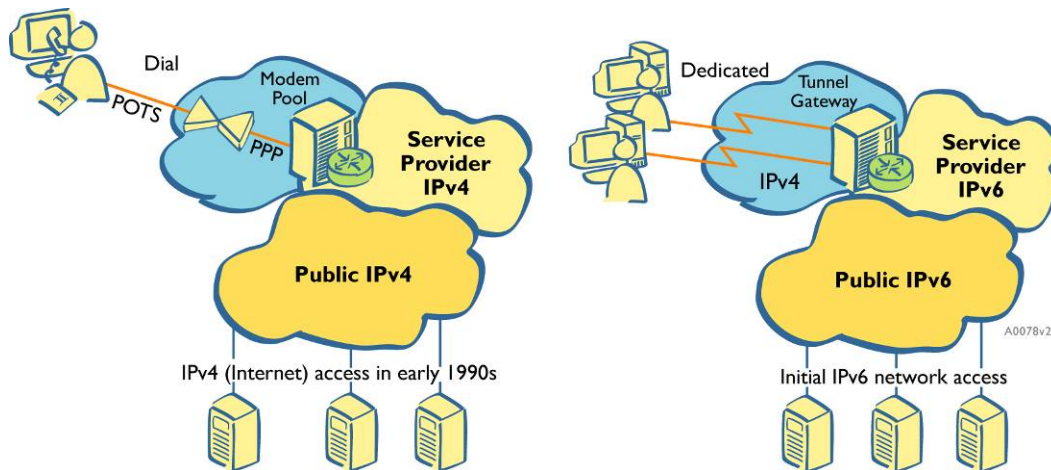 Dial
POTS
Modem
Pool
PPP
Service
Provider
IPv4
Public IPv4
IPv4 (Internet) access in early 1990s
Dedicated
Tunnel
Gateway
IPv4
Service
Provider
IPv6
Public IPv6
A0078v2
Initial IPv6 network access